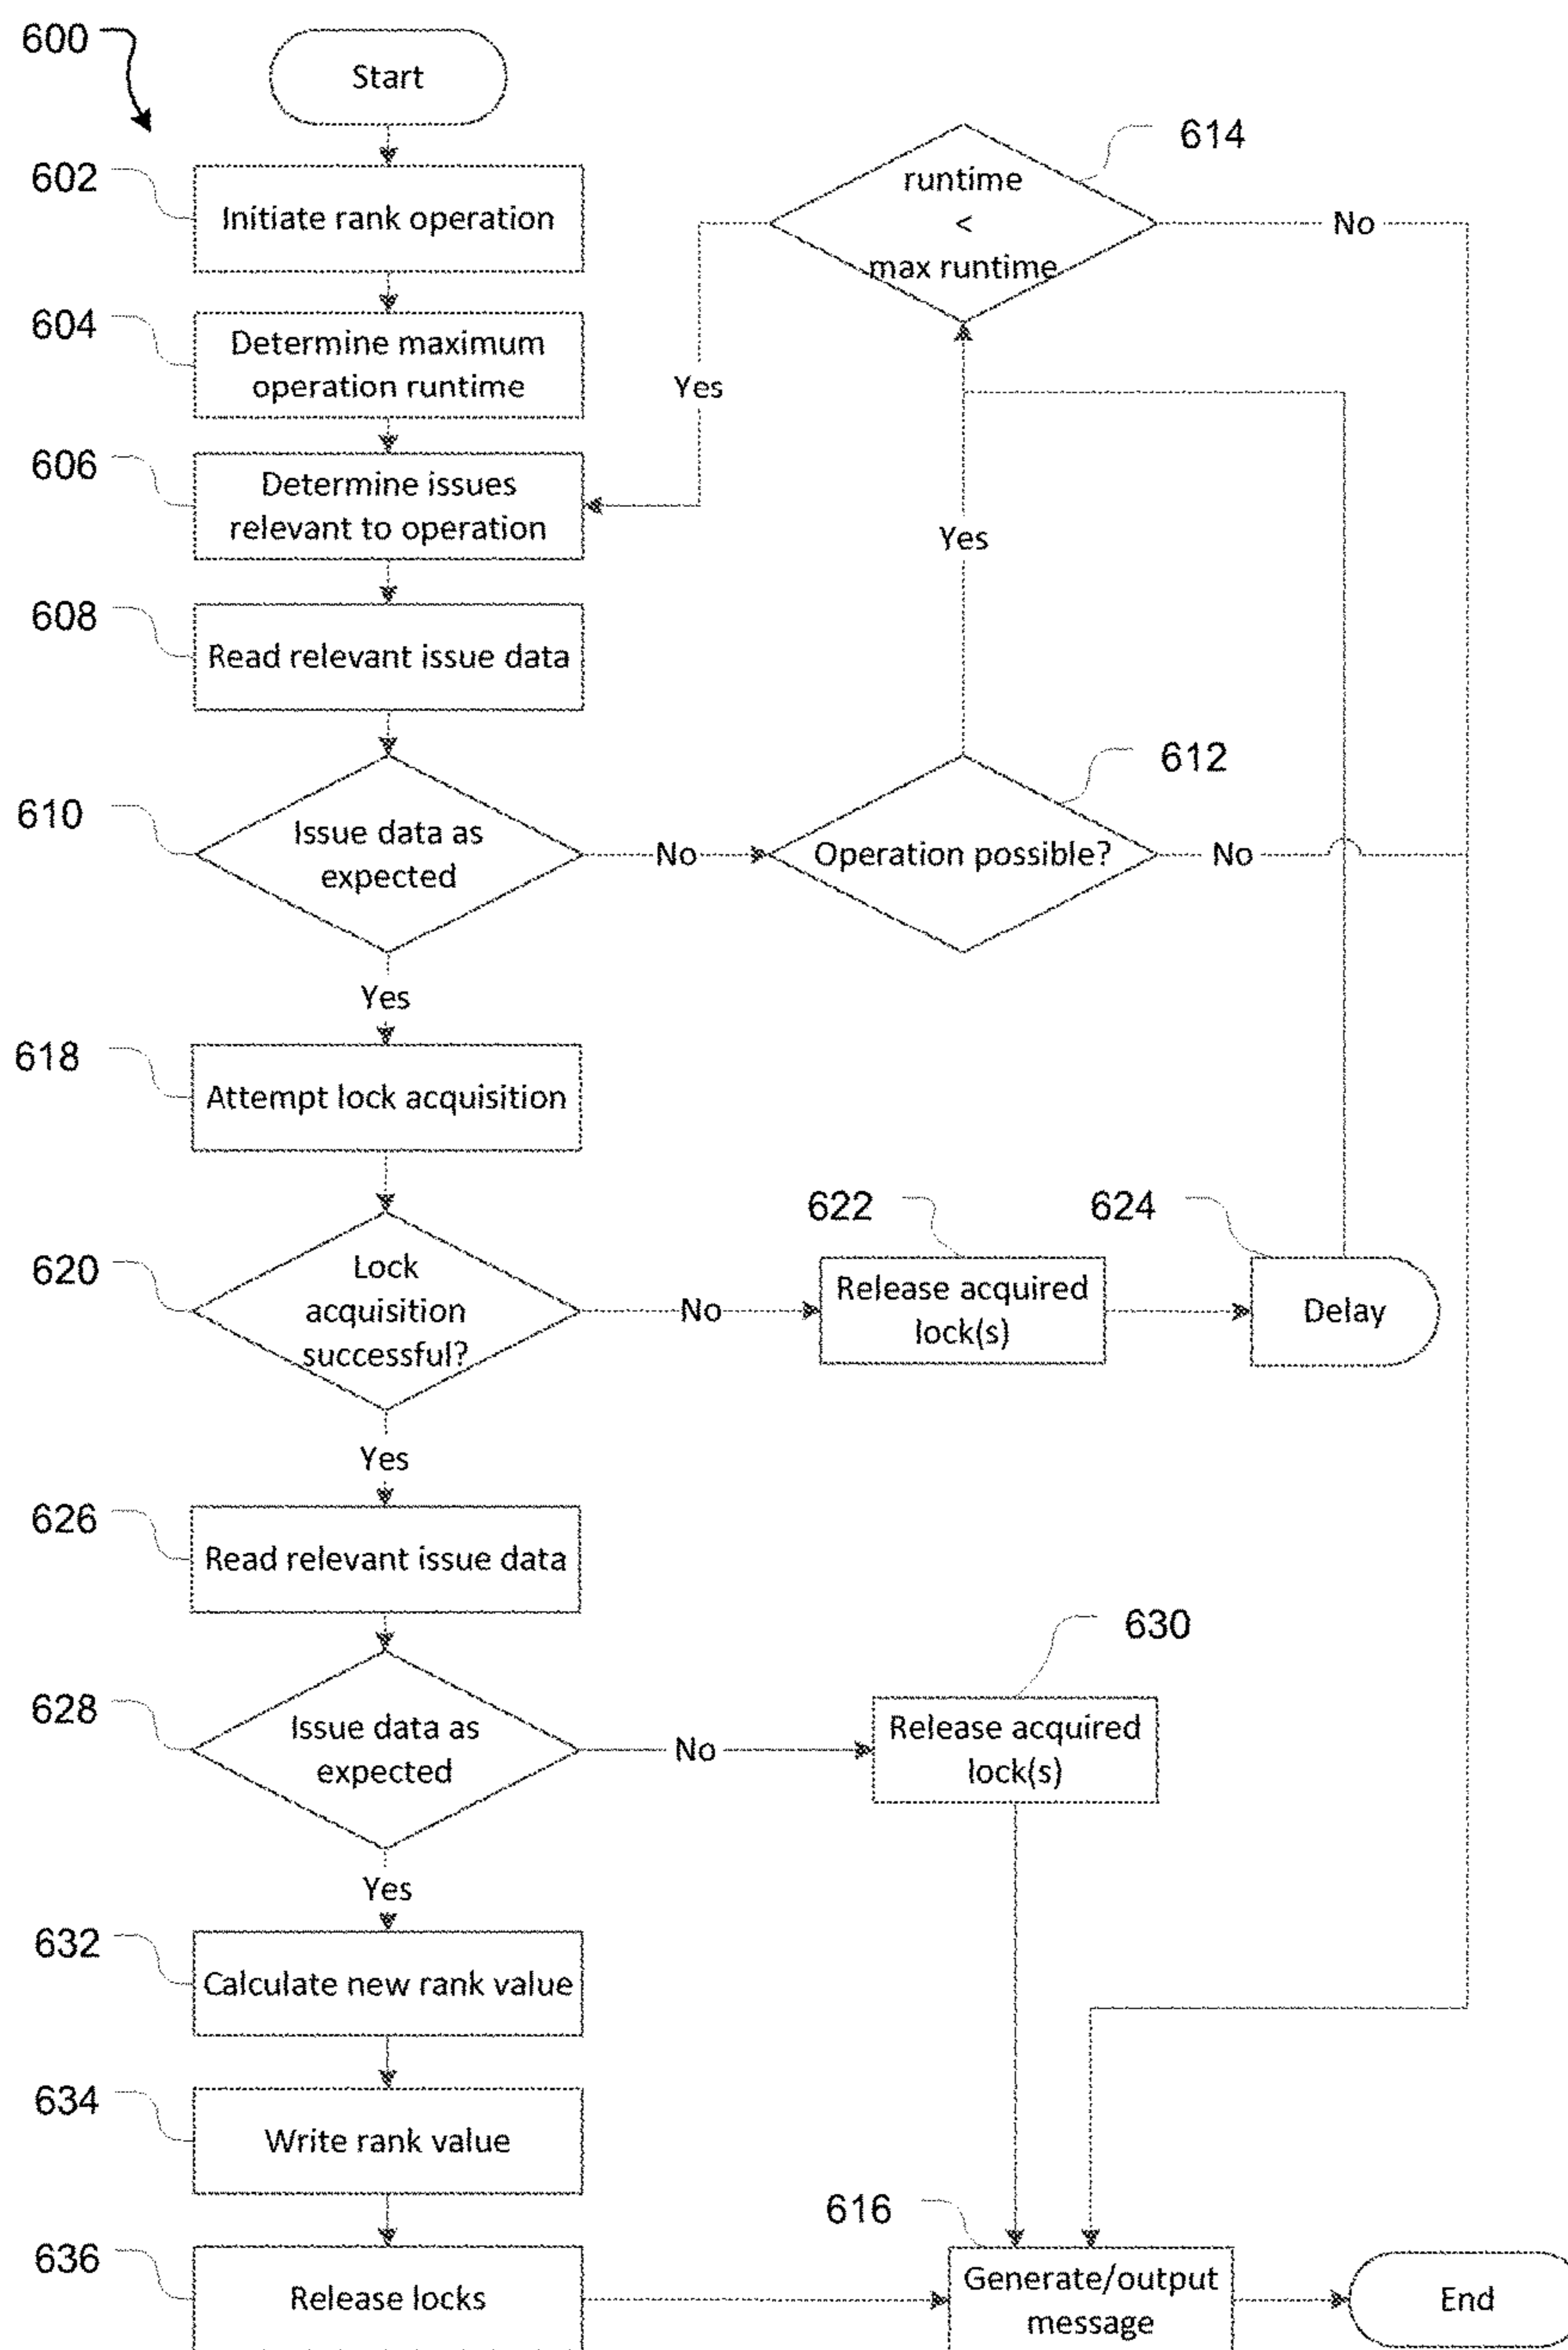 600
Start
602
Initiate rank operation
604
Determine maximum
operation runtime
606
Determine issues
relevant to operation
608
Read relevant issue data
610
Issue data as
expected
No
612
Operation possible?
No
Yes
614
runtime
<
max runtime
No
Yes
Yes
618
Attempt lock acquisition
620
Lock
acquisition
successful?
No
622
Release acquired
lock(s)
624
Delay
Yes
626
Read relevant issue data
628
Issue data as
expected
No
630
Release acquired
lock(s)
Yes
632
Calculate new rank value
634
Write rank value
636
Release locks
616
Generate/output
message
End